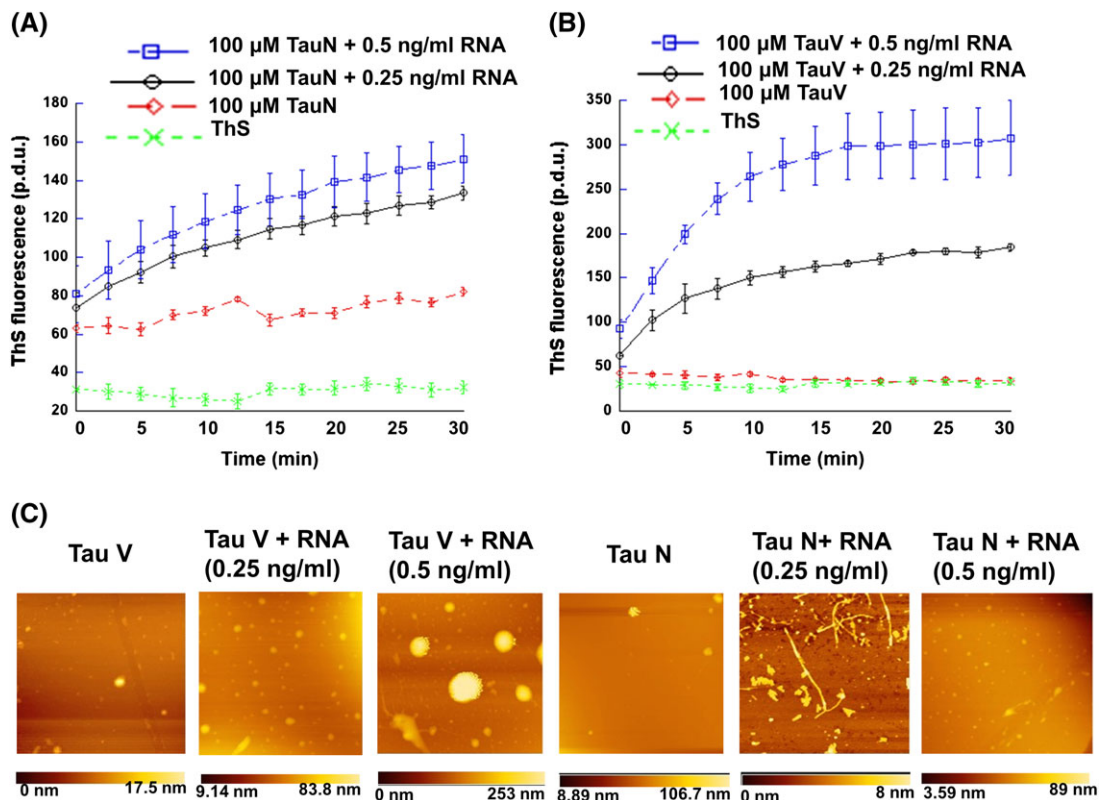 (A)
100 µM TauN + 0.5 ng/ml RNA
100 µM TauN + 0.25 ng/ml RNA
100 µM TauN
ThS
ThS fluorescence (p.d.u.)
180
160
140
120
100
80
60
40
20
0
5
10
15
20
25
30
Time (min)
(B)
100 µM TauV + 0.5 ng/ml RNA
100 µM TauV + 0.25 ng/ml RNA
100 µM TauV
ThS
ThS fluorescence (p.d.u.)
350
300
250
200
150
100
50
0
0
5
10
15
20
25
30
Time (min)
(C)
Tau V
Tau V + RNA
(0.25 ng/ml)
Tau V + RNA
(0.5 ng/ml)
Tau N
Tau N+ RNA
(0.25 ng/ml)
Tau N + RNA
(0.5 ng/ml)
0 nm 17.5 nm
9.14 nm 83.8 nm
0 nm 253 nm
8.89 nm 106.7 nm
0 nm 8 nm
3.59 nm 89 nm